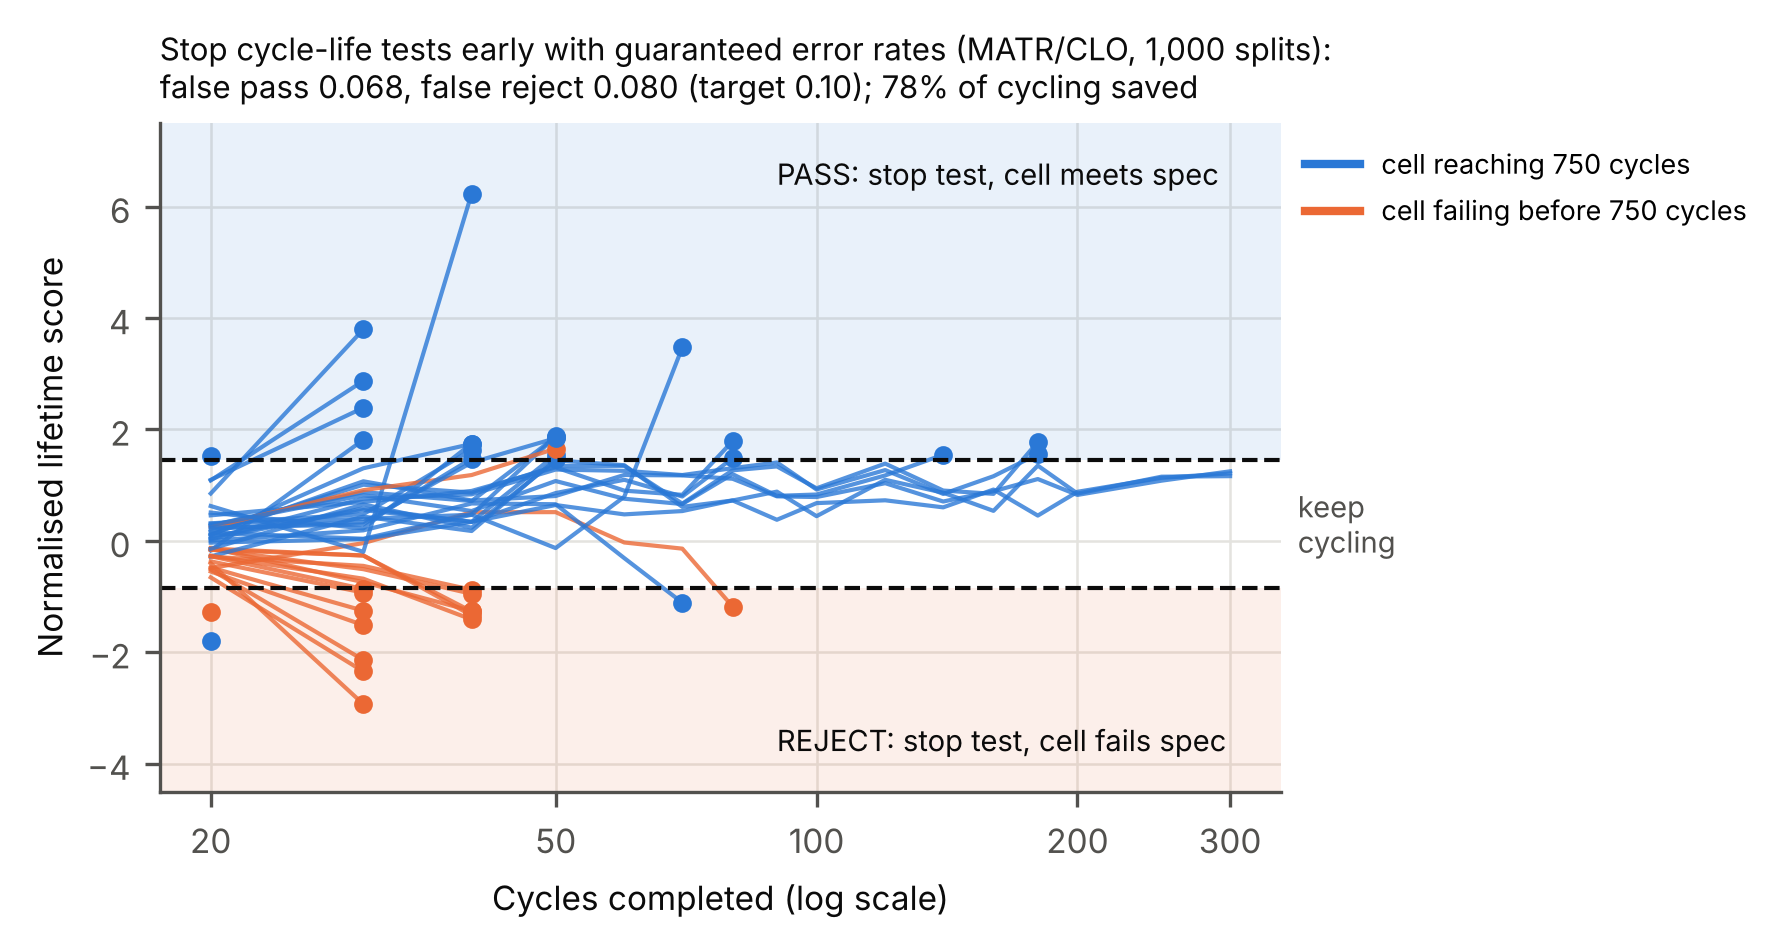 Stop cycle-life tests early with guaranteed error rates (MATR/CLO, 1,000 splits):
false pass 0.068, false reject 0.080 (target 0.10); 78% of cycling saved
PASS: stop test, cell meets spec
cell reaching 750 cycles
cell failing before 750 cycles
Normalised lifetime score
6
4
2
0
−2
−4
keep
cycling
REJECT: stop test, cell fails spec
20
50
100
200
300
Cycles completed (log scale)